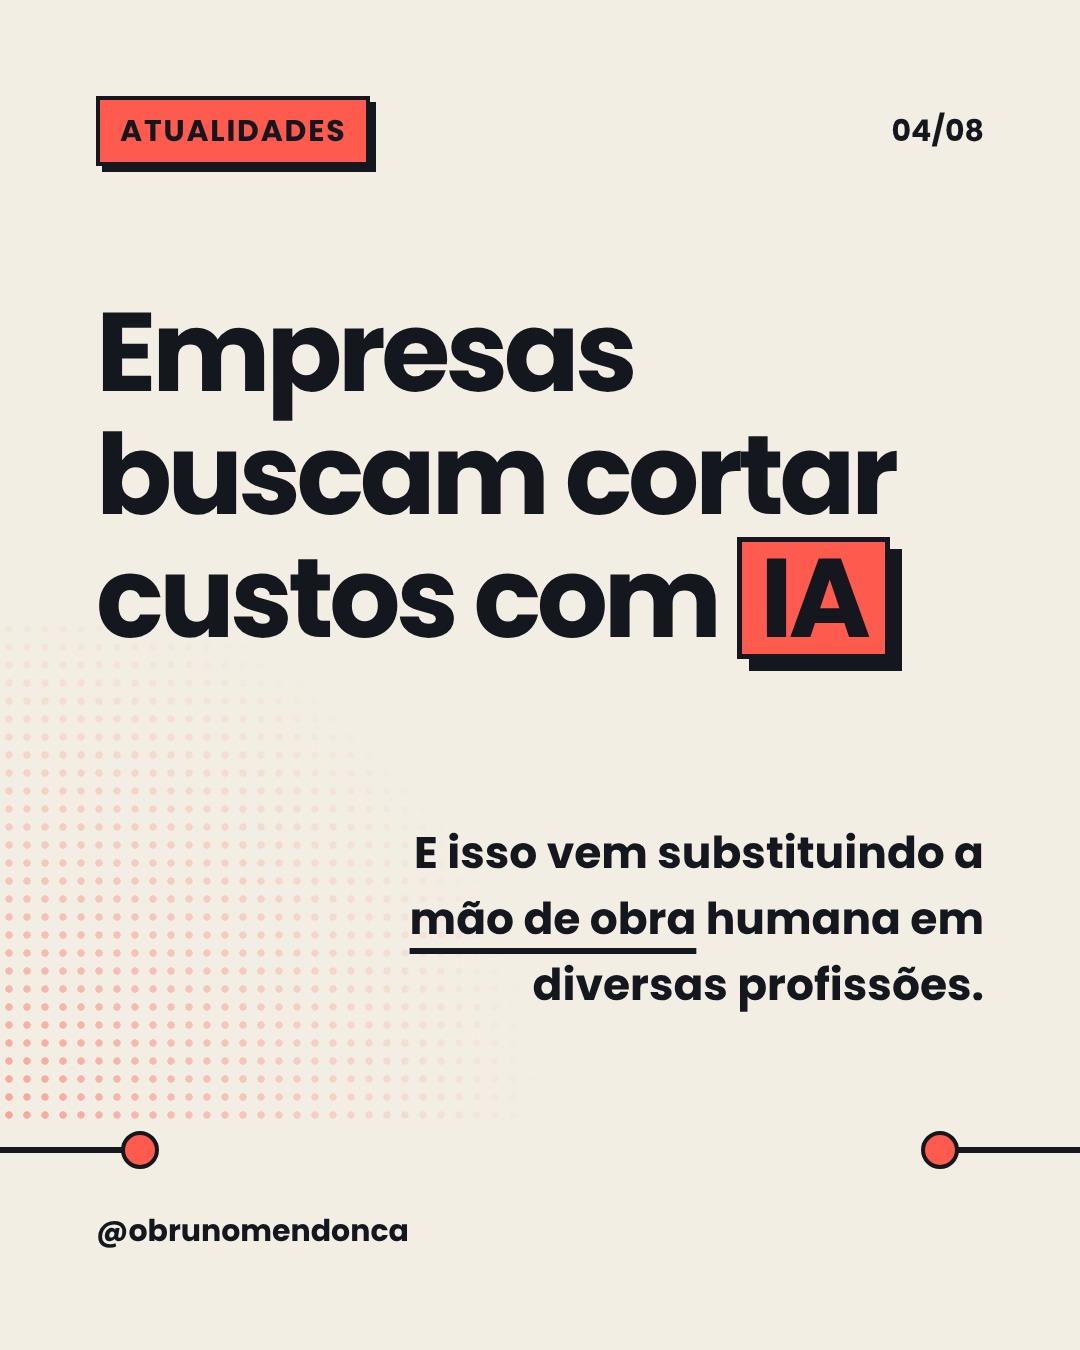 ATUALIDADES
04/08
Empresas
buscam cortar
custos com IA
E isso vem substituindo a
mão de obra humana em
diversas profissões.
@obrunomendonca